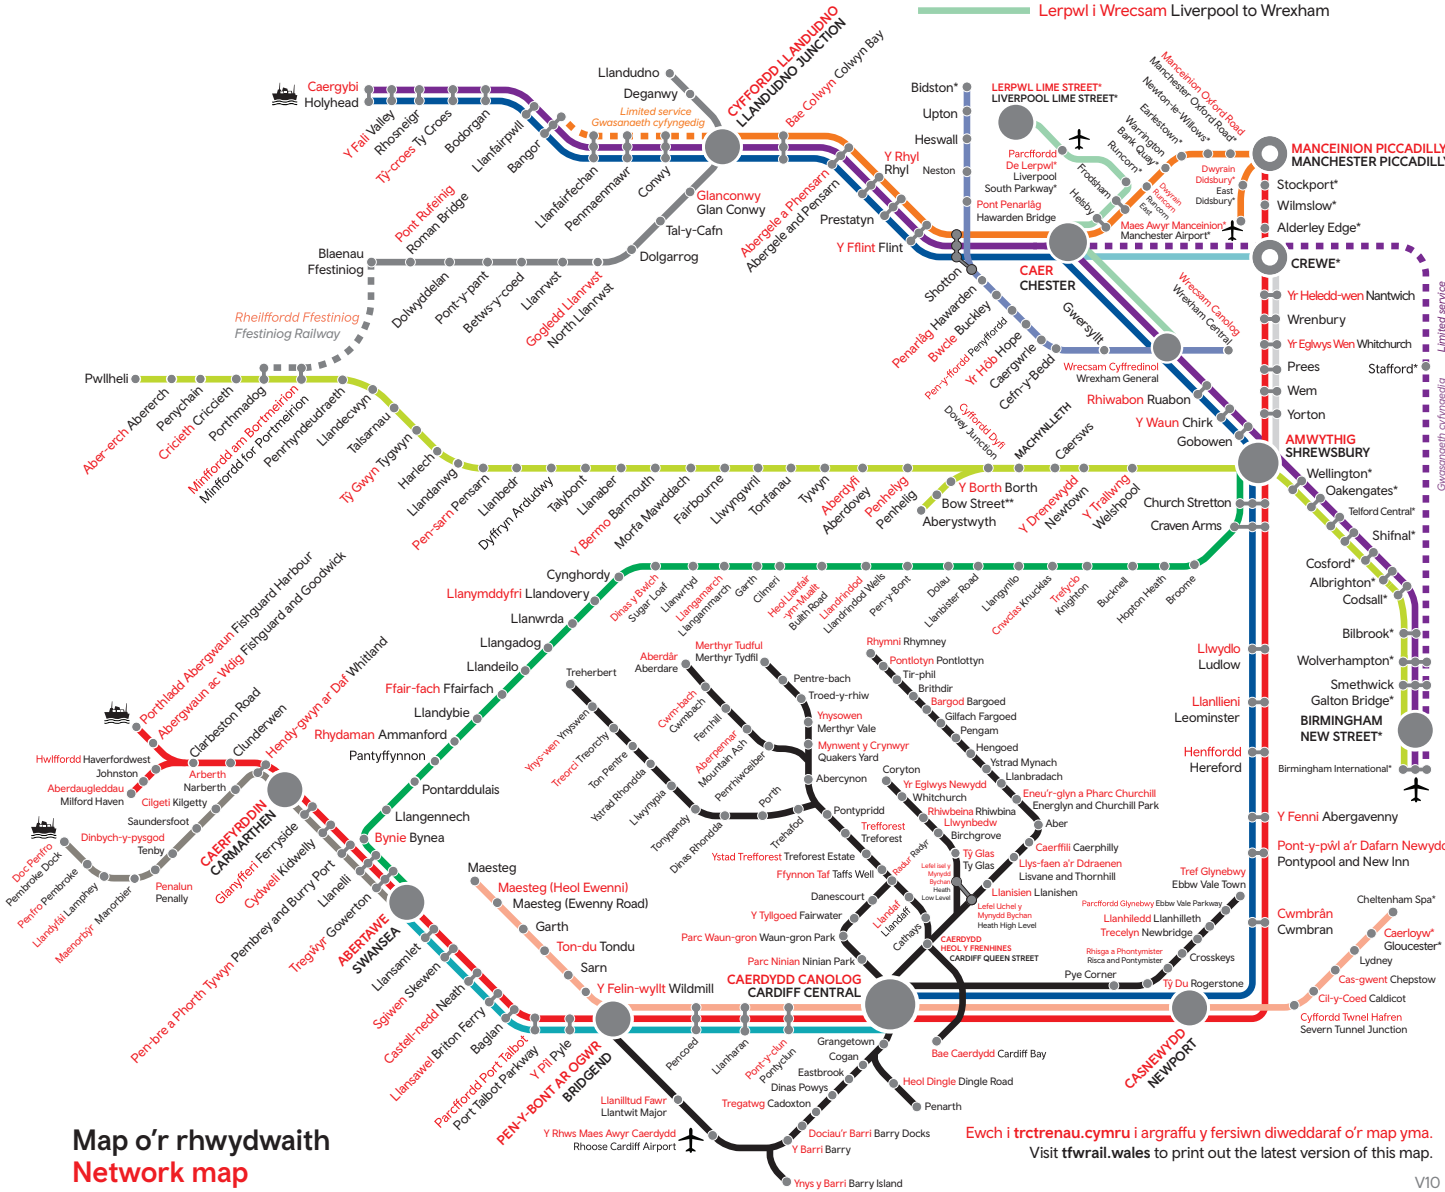 Lerpwl i Wrecsam Liverpool to Wrexham
Caergybi
Holyhead
Y Fali Valley
Rhosneigr
Tŷ-croes Ty Croes
Bodorgan
Llanfairpwll
Bangor
Limited service
Gwasanaeth cyfyngedig
Llanfairfechan
Penmaenmawr
Conwy
Llandudno
Deganwy
CYFFORDD LLANDUDNO
LLANDUDNO JUNCTION
Bae Colwyn Colwyn Bay
Abergele a Phensarn
Abergele and Pensarn
Y Rhyl
Rhyl
Prestatyn
Y Fflint Flint
Shotton
Glanconwy
Glan Conwy
Tal-y-Cafn
Dolgarrog
Gogledd Llanrwst
North Llanrwst
Llanrwst
Betws-y-coed
Pont-y-pant
Dolwyddelan
Pont Rufeinig
Roman Bridge
Blaenau
Ffestiniog
Rheilffordd Ffestiniog
Ffestiniog Railway
Bidston*
Upton
Heswall
Neston
Pont Penarlâg
Hawarden Bridge
Penarlâg Hawarden
Bwcle Buckley
Pen-y-ffordd Penyffordd
Yr Hôb Hope
Caergwrle
Cefn-y-Bedd
Gwersyllt
Wrecsam Canolog
Wrexham Central
Wrecsam Cyffredinol
Wrexham General
LERPWL LIME STREET*
LIVERPOOL LIME STREET*
Parcffordd
De Lerpwl*
Liverpool
South Parkway*
Runcorn*
Frodsham
Helsby
Dwyrain
Runcorn
Runcorn
East
Warrington
Bank Quay*
Earlestown*
Newton-le-Willows*
Manceinion Oxford Road
Manchester Oxford Road*
MANCEINION PICCADILLY
MANCHESTER PICCADILLY
Dwyrain
Didsbury*
East
Didsbury*
Maes Awyr Manceinion*
Manchester Airport*
Stockport*
Wilmslow*
Alderley Edge*
CREWE*
CAER
CHESTER
Yr Heledd-wen Nantwich
Wrenbury
Yr Eglwys Wen Whitchurch
Prees
Wem
Yorton
Stafford*
Limited service
Gwasanaeth cyfyngedig
Rhiwabon Ruabon
Y Waun Chirk
Gobowen
AMWYTHIG
SHREWSBURY
Wellington*
Oakengates*
Telford Central*
Shifnal*
Cosford*
Albrighton*
Codsall*
Bilbrook*
Wolverhampton*
Smethwick
Galton Bridge*
BIRMINGHAM
NEW STREET*
Birmingham International*
Pwllheli
Aber-erch Abererch
Penychain
Cricieth Criccieth
Porthmadog
Minffordd am Bortmeirion
Minffordd for Portmeirion
Penrhyndeudraeth
Llandecwyn
Talsarnau
Tŷ Gwyn Tygwyn
Harlech
Llandanwg
Pen-sarn Pensarn
Llanbedr
Dyffryn Ardudwy
Talybont
Llanaber
Y Bermo Barmouth
Morfa Mawddach
Fairbourne
Llwyngwril
Tonfanau
Tywyn
Aberdyfi
Aberdovey
Penhelyg
Penhelig
Cyffordd Dyfi
Dovey Junction
Y Borth Borth
Bow Street**
Aberystwyth
MACHYNLLETH
Caersws
Y Drenewydd
Newtown
Y Trallwng
Welshpool
Church Stretton
Craven Arms
Broome
Hopton Heath
Bucknell
Trefyclo
Knighton
Cnwclas Knucklas
Llangynllo
Llanbister Road
Dolau
Pen-y-Bont
Llandrindod
Llandrindod Wells
Heol Llanfair
-ym-Muallt
Builth Road
Cilmeri
Garth
Llangamarch
Llangammarch
Llanwrtyd
Dinas y Bwlch
Sugar Loaf
Cynghordy
Llanymddyfri Llandovery
Llanwrda
Llangadog
Llandeilo
Ffair-fach Ffairfach
Llandybie
Rhydaman Ammanford
Pantyffynnon
Pontarddulais
Llangennech
Bynie Bynea
Llwydlo
Ludlow
Llanllieni
Leominster
Henffordd
Hereford
Y Fenni Abergavenny
Pont-y-pŵl a'r Dafarn Newydd
Pontypool and New Inn
Cwmbrân
Cwmbran
Porthladd Abergwaun Fishguard Harbour
Abergwaun ac Wdig Fishguard and Goodwick
Clarbeston Road
Clunderwen
Hendy-gwyn ar Daf Whitland
Hwlffordd Haverfordwest
Johnston
Aberdaugleddau
Milford Haven
Arberth
Narberth
Cilgeti Kilgetty
Saundersfoot
Dinbych-y-pysgod
Tenby
Penalun
Penally
Maenorbŷr Manorbier
Llandyfái Lamphey
Penfro Pembroke
Doc Penfro
Pembroke Dock
CAERFYRDDIN
CARMARTHEN
Glanyfferi Ferryside
Cydweli Kidwelly
Pen-bre a Phorth Tywyn Pembrey and Burry Port
Llanelli
Tregŵyr Gowerton
ABERTAWE
SWANSEA
Llansamlet
Sgiwen Skewen
Castell-nedd Neath
Llansawel Briton Ferry
Baglan
Parcffordd Port Talbot
Port Talbot Parkway
Y Pîl Pyle
PEN-Y-BONT AR OGWR
BRIDGEND
Maesteg
Maesteg (Heol Ewenni)
Maesteg (Ewenny Road)
Garth
Ton-du Tondu
Sarn
Y Felin-wyllt Wildmill
Pencoed
Llanharan
Pont-y-clun
Pontyclun
CAERDYDD CANOLOG
CARDIFF CENTRAL
Treherbert
Ynys-wen Ynyswen
Treorci Treorchy
Ton Pentre
Ystrad Rhondda
Llwynypia
Tonypandy
Dinas Rhondda
Porth
Trehafod
Aberdâr
Aberdare
Cwm-bach
Cwmbach
Fernhill
Aberpennar
Mountain Ash
Penrhiwceiber
Merthyr Tudful
Merthyr Tydfil
Pentre-bach
Troed-y-rhiw
Ynysowen
Merthyr Vale
Mynwent y Crynwyr
Quakers Yard
Abercynon
Pontypridd
Trefforest
Treforest
Ystad Trefforest Treforest Estate
Ffynnon Taf Taffs Well
Radur Radyr
Danescourt
Y Tyllgoed Fairwater
Parc Waun-gron Waun-gron Park
Parc Ninian Ninian Park
Llandaf
Llandaff
Cathays
CAERDYDD
HEOL Y FRENHINES
CARDIFF QUEEN STREET
Bae Caerdydd Cardiff Bay
Rhymni Rhymney
Pontlotyn Pontlottyn
Tir-phil
Brithdir
Bargod Bargoed
Gilfach Fargoed
Pengam
Hengoed
Ystrad Mynach
Llanbradach
Eneu'r-glyn a Pharc Churchill
Energlyn and Churchill Park
Aber
Caerffili Caerphilly
Llys-faen a'r Ddraenen
Lisvane and Thornhill
Llanisien Llanishen
Lefel Uchel y
Mynydd Bychan
Heath High Level
Coryton
Yr Eglwys Newydd
Whitchurch
Rhiwbeina Rhiwbina
Llwynbedw
Birchgrove
Tŷ Glas
Ty Glas
Lefel isel y
Mynydd
Bychan
Heath
Low Level
Tref Glynebwy
Ebbw Vale Town
Parcffordd Glynebwy Ebbw Vale Parkway
Llanhiledd Llanhilleth
Trecelyn Newbridge
Crosskeys
Rhisga a Phontymister
Risca and Pontymister
Tŷ Du Rogerstone
Pye Corner
CASNEWYDD
NEWPORT
Cheltenham Spa*
Caerloyw*
Gloucester*
Lydney
Cas-gwent Chepstow
Cil-y-Coed Caldicot
Cyffordd Twnel Hafren
Severn Tunnel Junction
Grangetown
Cogan
Eastbrook
Dinas Powys
Tregatwg Cadoxton
Dociau'r Barri Barry Docks
Y Barri Barry
Ynys y Barri Barry Island
Heol Dingle Dingle Road
Penarth
Llanilltud Fawr
Llantwit Major
Y Rhws Maes Awyr Caerdydd
Rhoose Cardiff Airport
Map o'r rhwydwaith
Network map
Ewch i trctrenau.cymru i argraffu y fersiwn diweddaraf o'r map yma.
Visit tfwrail.wales to print out the latest version of this map.
V10